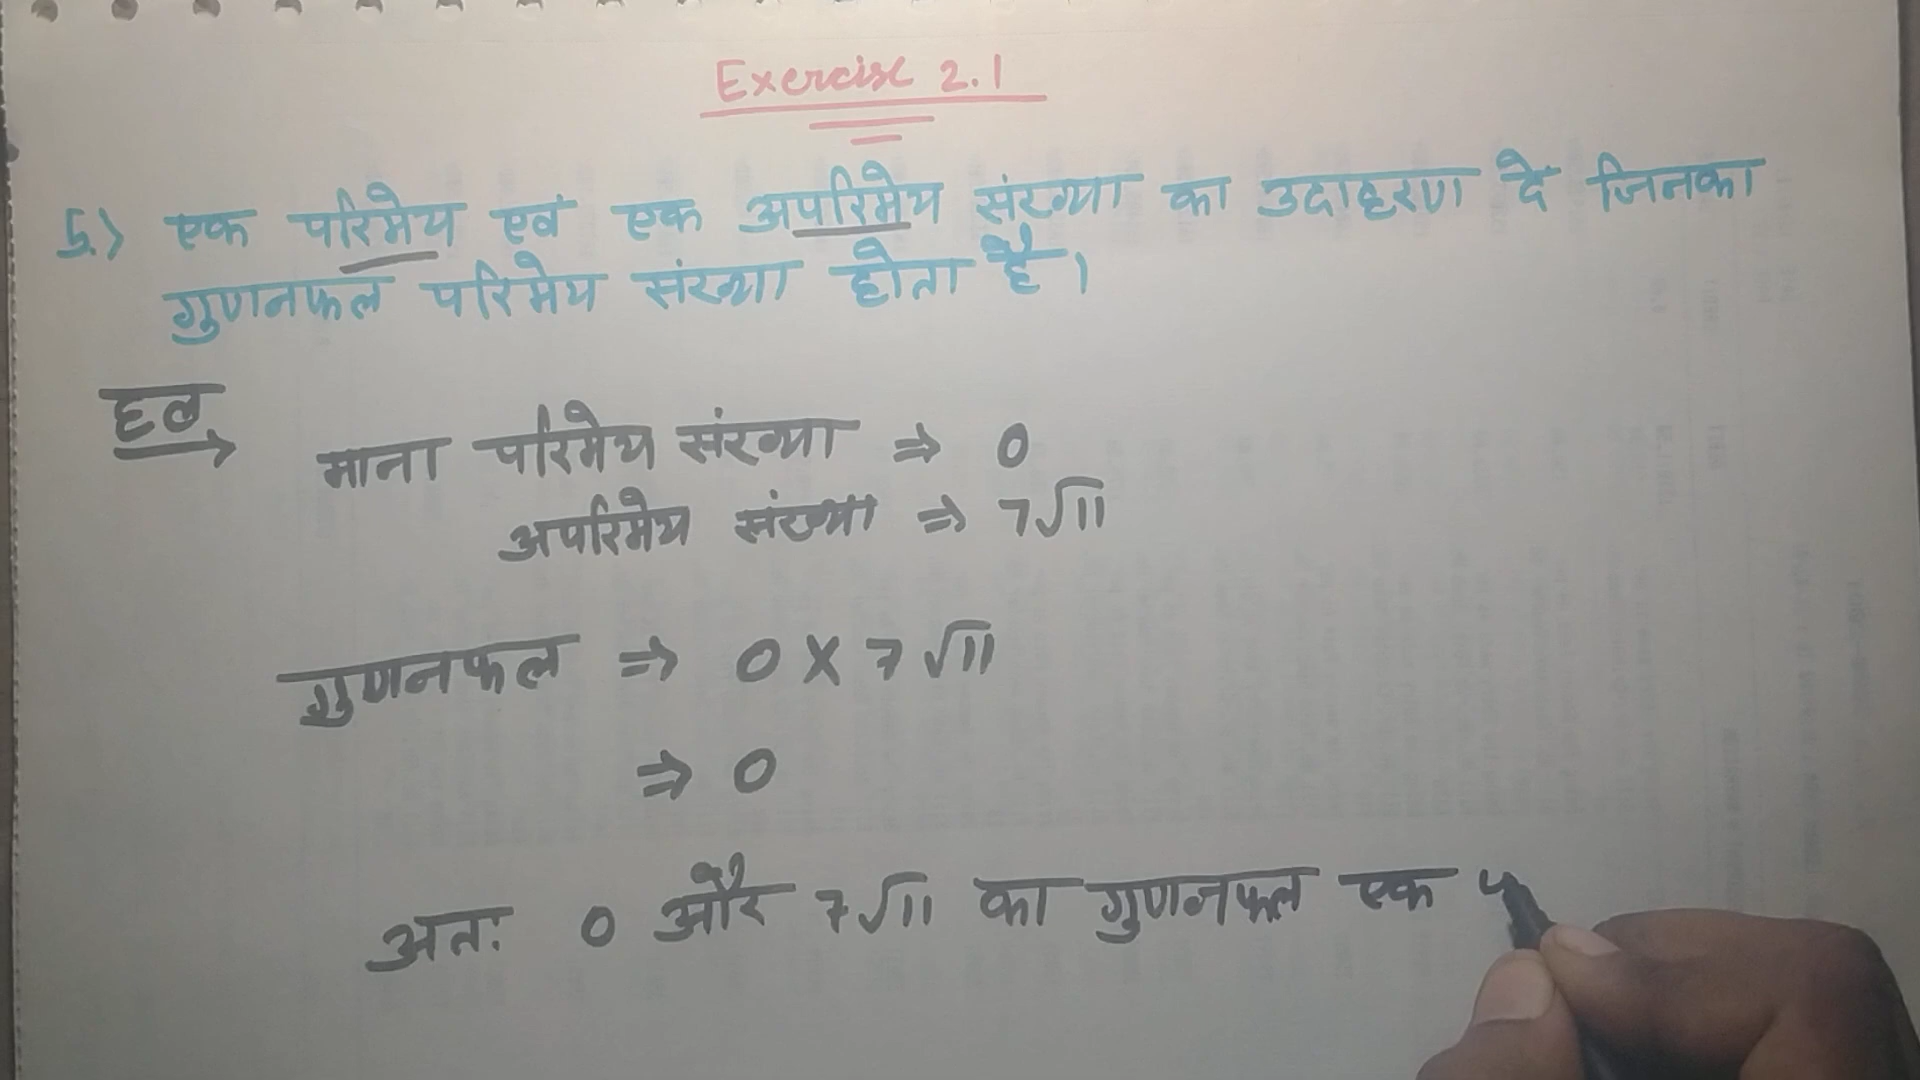 Exercise 2.1
5.) एक परिमेय एवं एक अपरिमेय संख्या का उदाहरण दे जिनका
गुणनफल परिमेय संख्या होता है।
हल
माना परिमेय संख्या ⇒ 0
अपरिमेय संख्या ⇒ 7√11
गुणनफल ⇒ 0 X 7√11
⇒ 0
अतः 0 और 7√11 का गुणनफल एक